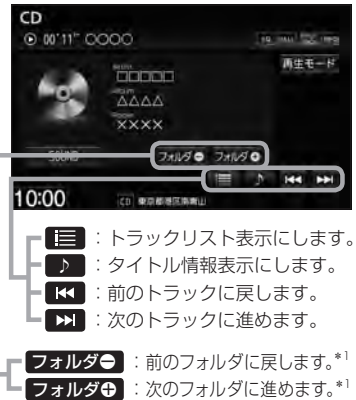 CD
00'11" ○○○○
再生モード
□□□□□
△△△△
××××
SOUND
フォルダ⊖ フォルダ⊕
10:00
CD 東京都港区南青山
：トラックリスト表示にします。
♪：タイトル情報表示にします。
：前のトラックに戻します。
：次のトラックに進めます。
フォルダ⊖：前のフォルダに戻します。*1
フォルダ⊕：次のフォルダに進めます。*1